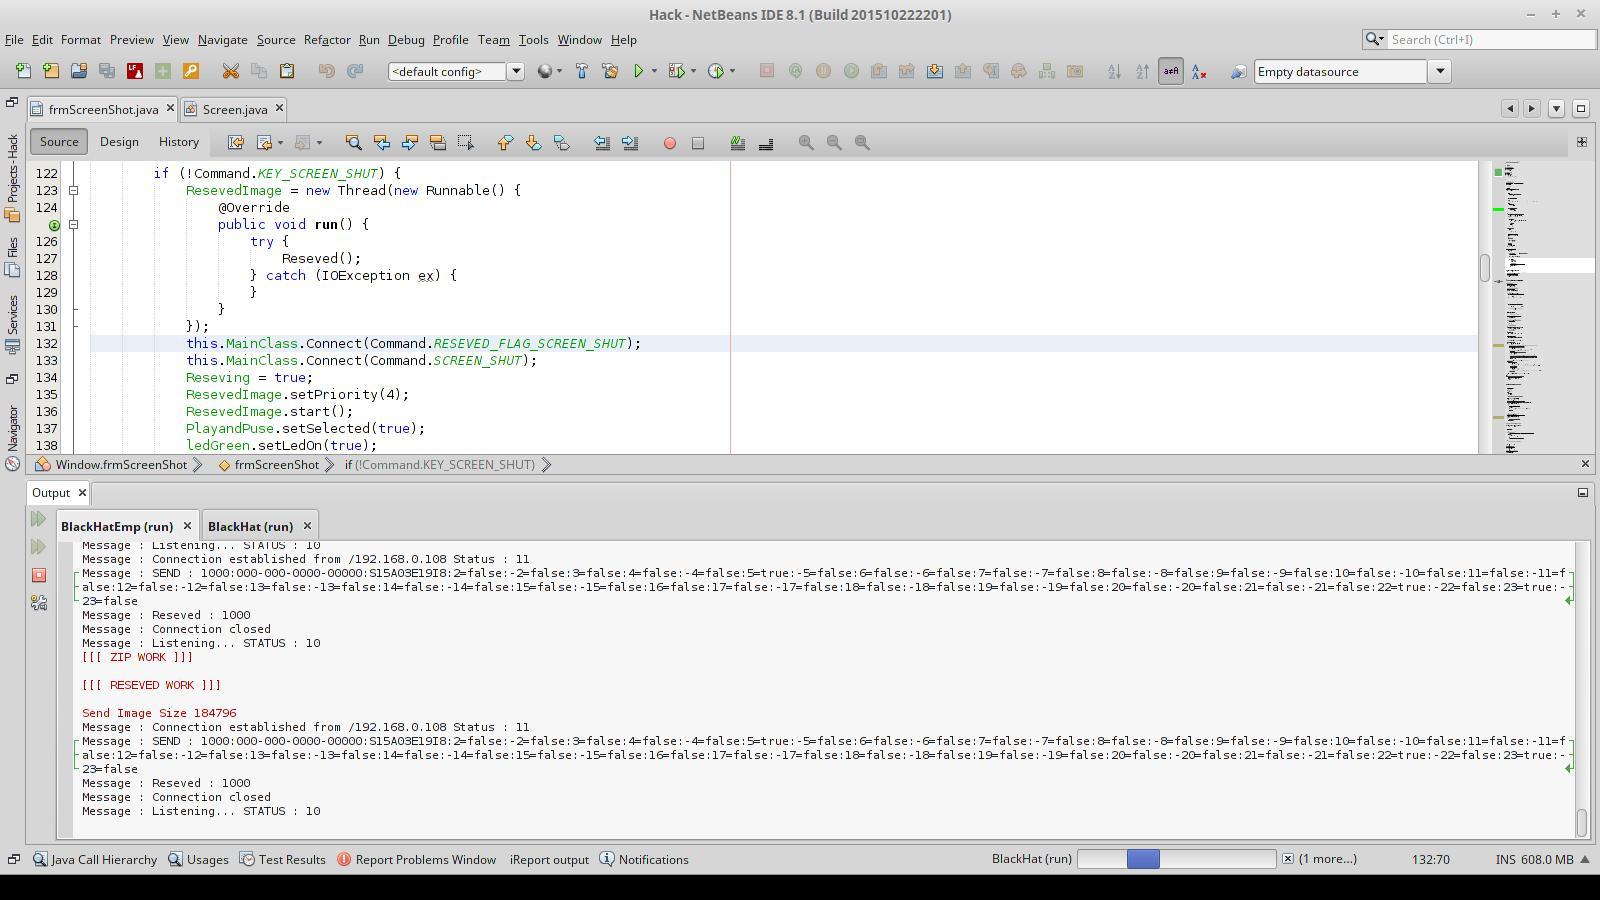 Hack - NetBeans IDE 8.1 (Build 201510222201)
File Edit Format Preview View Navigate Source Refactor Run Debug Profile Team Tools Window Help
Search (Ctrl+I)
<default config>
Empty datasource
frmScreenShot.java
Screen.java
Source Design History
Projects - Hack
Files
Services
Navigator
122 if (!Command.KEY_SCREEN_SHUT) {
123 ResevedImage = new Thread(new Runnable() {
124 @Override
public void run() {
126 try {
127 Reseved();
128 } catch (IOException ex) {
129 }
130 }
131 });
132 this.MainClass.Connect(Command.RESEVED_FLAG_SCREEN_SHUT);
133 this.MainClass.Connect(Command.SCREEN_SHUT);
134 Reseving = true;
135 ResevedImage.setPriority(4);
136 ResevedImage.start();
137 PlayandPuse.setSelected(true);
138 ledGreen.setLedOn(true);
Window.frmScreenShot frmScreenShot if (!Command.KEY_SCREEN_SHUT)
Output
BlackHatEmp (run) BlackHat (run)
Message : Listening... STATUS : 10
Message : Connection established from /192.168.0.108 Status : 11
Message : SEND : 1000:000-000-0000-00000:S15A03E19I8:2=false:-2=false:3=false:4=false:-4=false:5=true:-5=false:6=false:-6=false:7=false:-7=false:8=false:-8=false:9=false:-9=false:10=false:-10=false:11=false:-11=f
alse:12=false:-12=false:13=false:-13=false:14=false:-14=false:15=false:-15=false:16=false:17=false:-17=false:18=false:-18=false:19=false:-19=false:20=false:-20=false:21=false:-21=false:22=true:-22=false:23=true:-
23=false
Message : Reseved : 1000
Message : Connection closed
Message : Listening... STATUS : 10
[[[ ZIP WORK ]]]
[[[ RESEVED WORK ]]]
Send Image Size 184796
Message : Connection established from /192.168.0.108 Status : 11
Message : SEND : 1000:000-000-0000-00000:S15A03E19I8:2=false:-2=false:3=false:4=false:-4=false:5=true:-5=false:6=false:-6=false:7=false:-7=false:8=false:-8=false:9=false:-9=false:10=false:-10=false:11=false:-11=f
alse:12=false:-12=false:13=false:-13=false:14=false:-14=false:15=false:-15=false:16=false:17=false:-17=false:18=false:-18=false:19=false:-19=false:20=false:-20=false:21=false:-21=false:22=true:-22=false:23=true:-
23=false
Message : Reseved : 1000
Message : Connection closed
Message : Listening... STATUS : 10
Java Call Hierarchy Usages Test Results Report Problems Window iReport output Notifications
BlackHat (run) (1 more...) 132:70 INS 608.0 MB